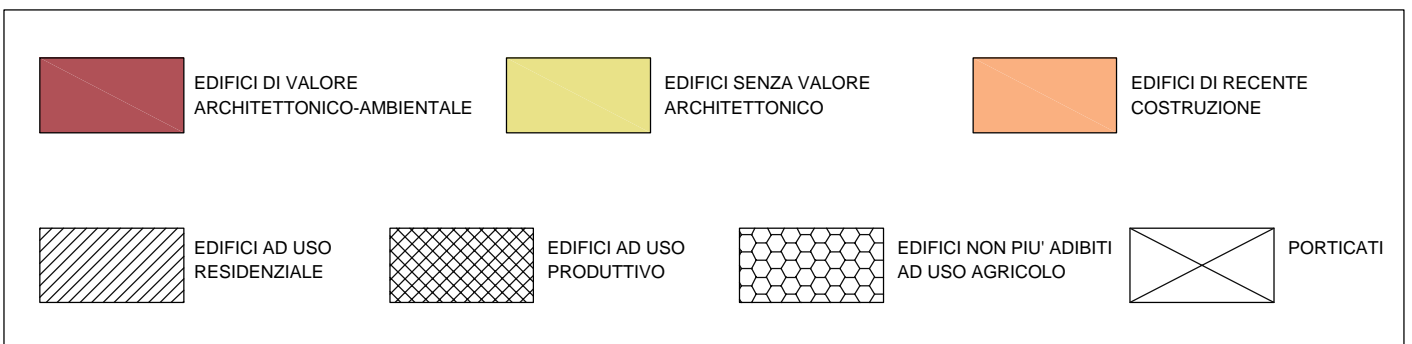 EDIFICI DI VALORE
ARCHITETTONICO-AMBIENTALE
EDIFICI SENZA VALORE
ARCHITETTONICO
EDIFICI DI RECENTE
COSTRUZIONE
EDIFICI AD USO
RESIDENZIALE
EDIFICI AD USO
PRODUTTIVO
EDIFICI NON PIU' ADIBITI
AD USO AGRICOLO
PORTICATI